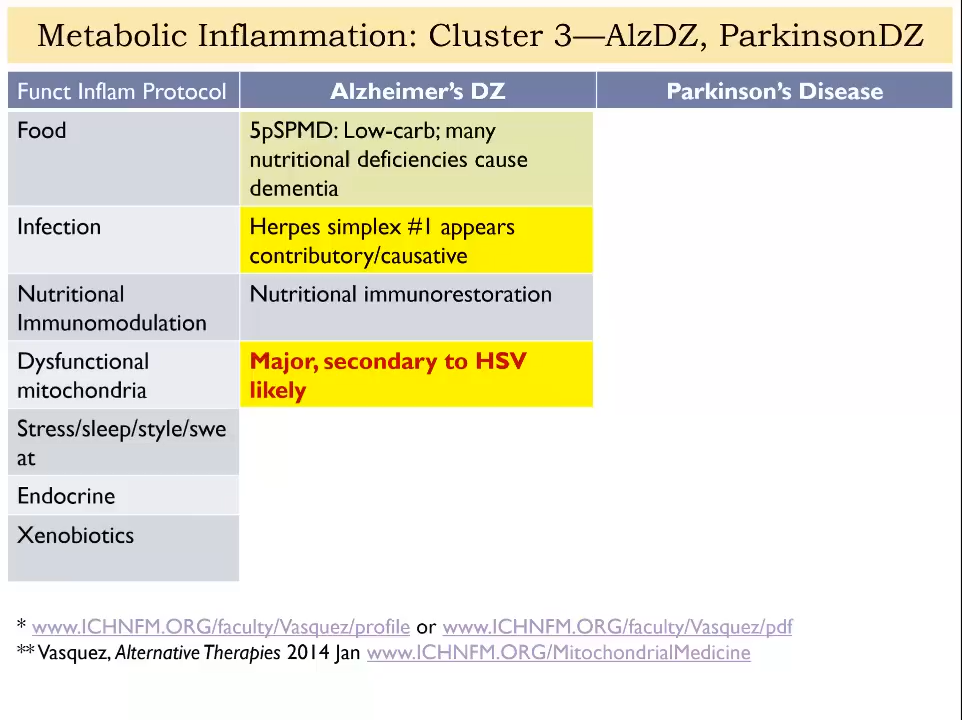 Metabolic Inflammation: Cluster 3—AlzDZ, ParkinsonDZ
Funct Inflam Protocol
Alzheimer's DZ
Parkinson's Disease
Food
5pSPMD: Low-carb; many
nutritional deficiencies cause
dementia
Infection
Herpes simplex #1 appears
contributory/causative
Nutritional
Immunomodulation
Nutritional immunorestoration
Dysfunctional
mitochondria
Major, secondary to HSV
likely
Stress/sleep/style/swe
at
Endocrine
Xenobiotics
* www.ICHNFM.ORG/faculty/Vasquez/profile or www.ICHNFM.ORG/faculty/Vasquez/pdf
** Vasquez, Alternative Therapies 2014 Jan www.ICHNFM.ORG/MitochondrialMedicine